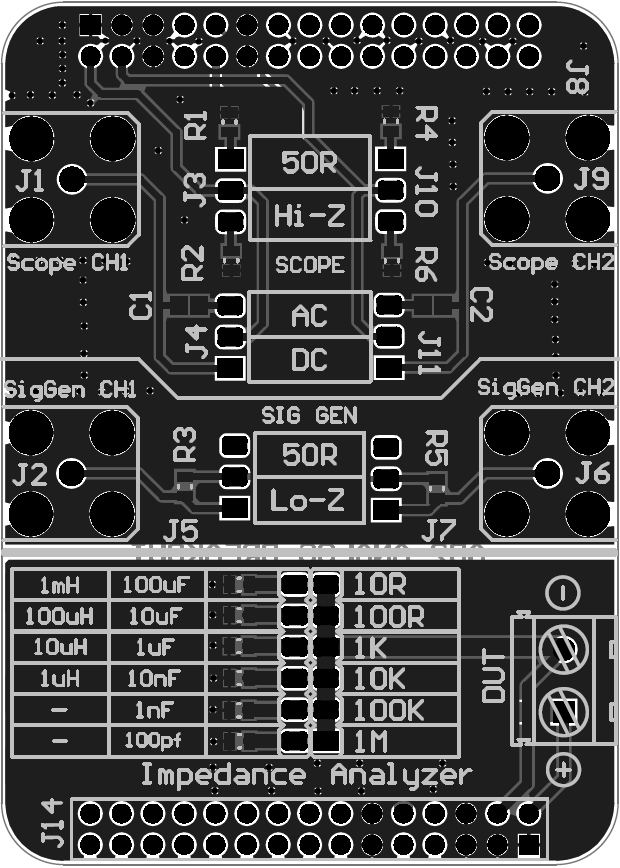 J8
R1
R4
50R
J1
J3
J10
J9
Hi-Z
Scope CH1
R2
SCOPE
R6
Scope CH2
C1
AC
C2
J4
DC
J11
SigGen CH1
SigGen CH2
SIG GEN
R3
50R
R5
J2
J6
Lo-Z
J5
J7
1mH 100uF 10R
100uH 10uF 100R
10uH 1uF 1K
1uH 10nF 10K
- 1nF 100K
- 100pf 1M
DUT
-
+
Impedance Analyzer
J14